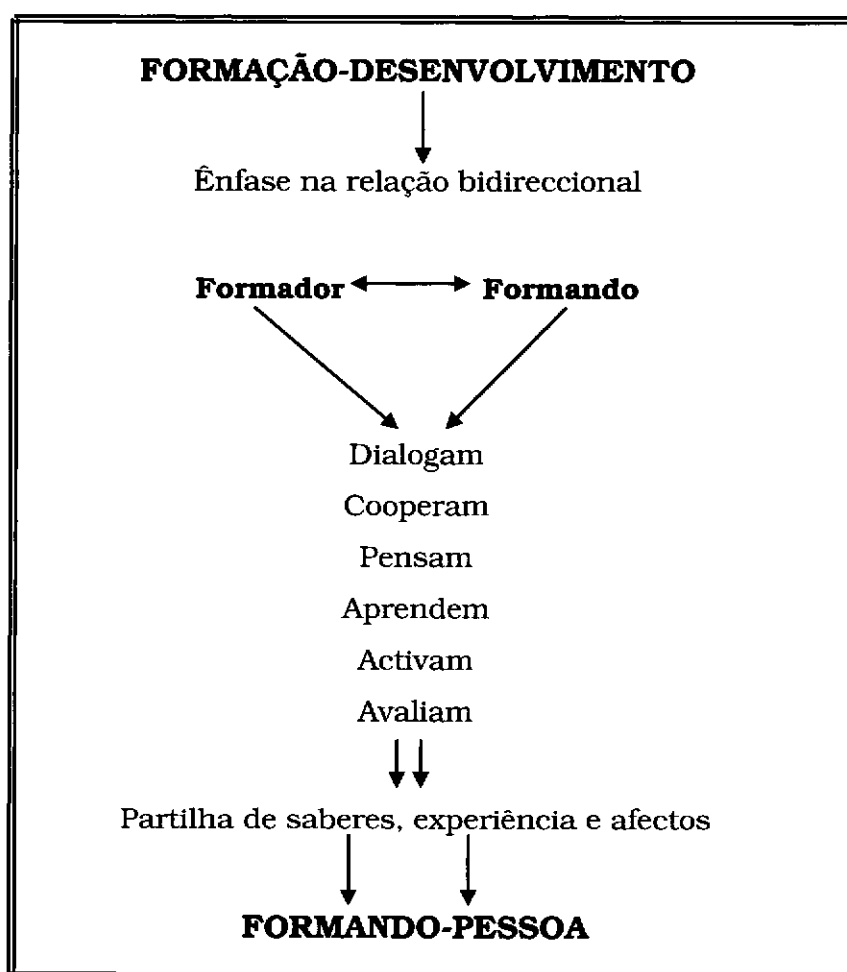 FORMAÇÃO-DESENVOLVIMENTO
Ênfase na relação bidireccional
Formador Formando
Dialogam
Cooperam
Pensam
Aprendem
Activam
Avaliam
Partilha de saberes, experiência e afectos
FORMANDO-PESSOA